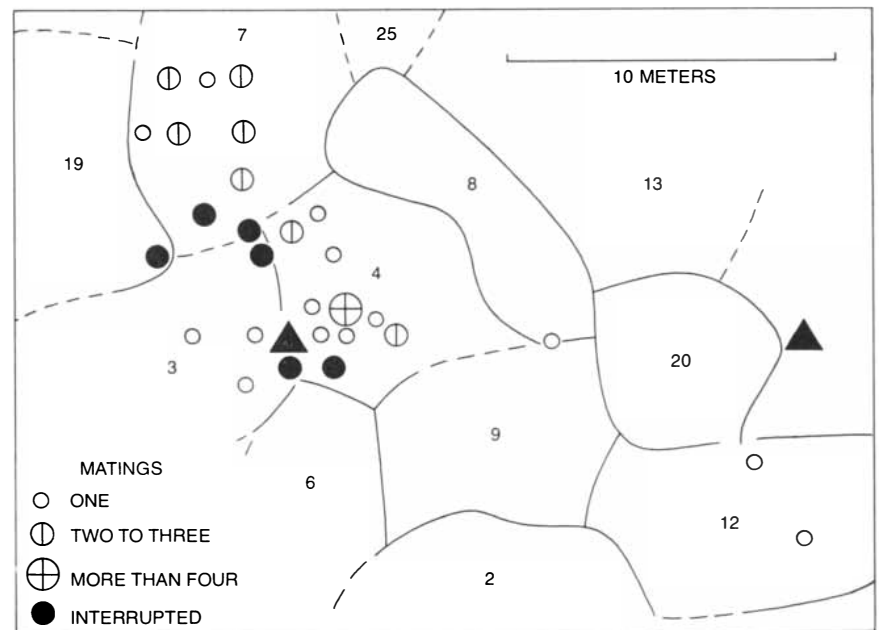 7
25
10 METERS
19
8
13
4
3
20
9
6
MATINGS
ONE
TWO TO THREE
MORE THAN FOUR
INTERRUPTED
12
2